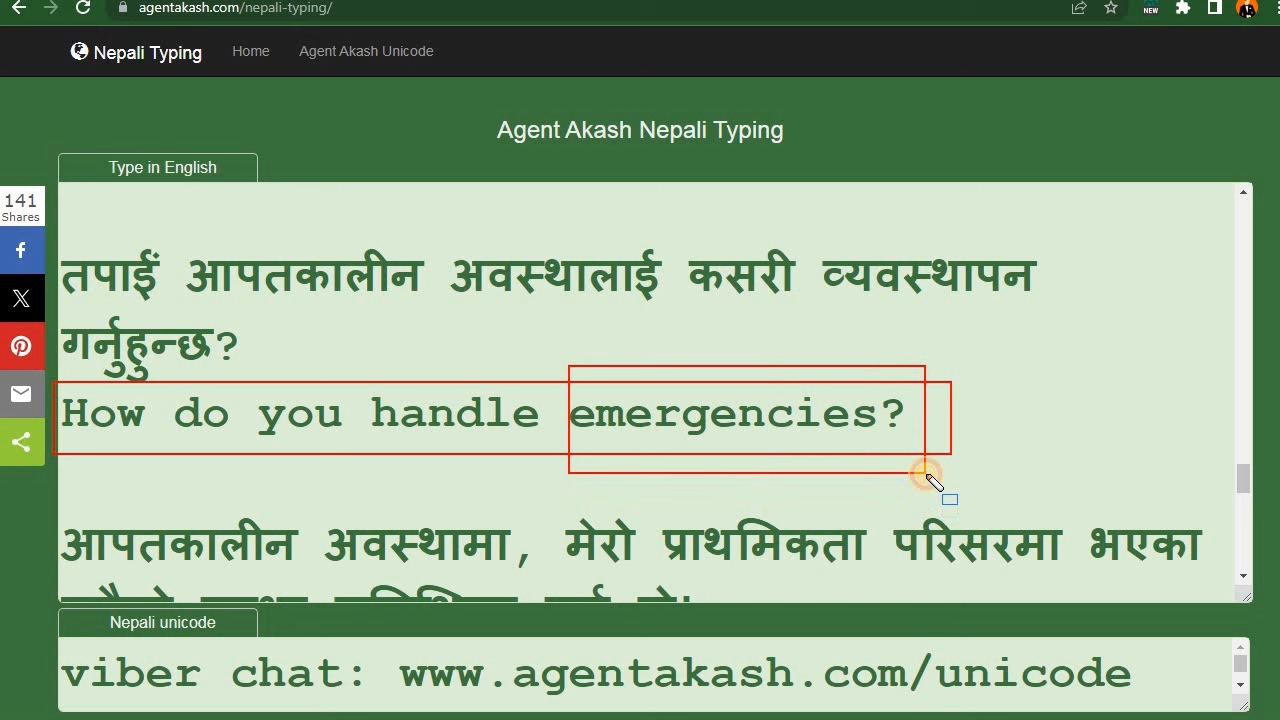 agentakash.com/nepali-typing/
NEW
Nepali Typing Home Agent Akash Unicode
Agent Akash Nepali Typing
Type in English
141
Shares
तपाईं आपतकालीन अवस्थालाई कसरी व्यवस्थापन
गर्नुहुन्छ?
How do you handle emergencies?
आपतकालीन अवस्थामा, मेरो प्राथमिकता परिसरमा भएका
Nepali unicode
viber chat: www.agentakash.com/unicode